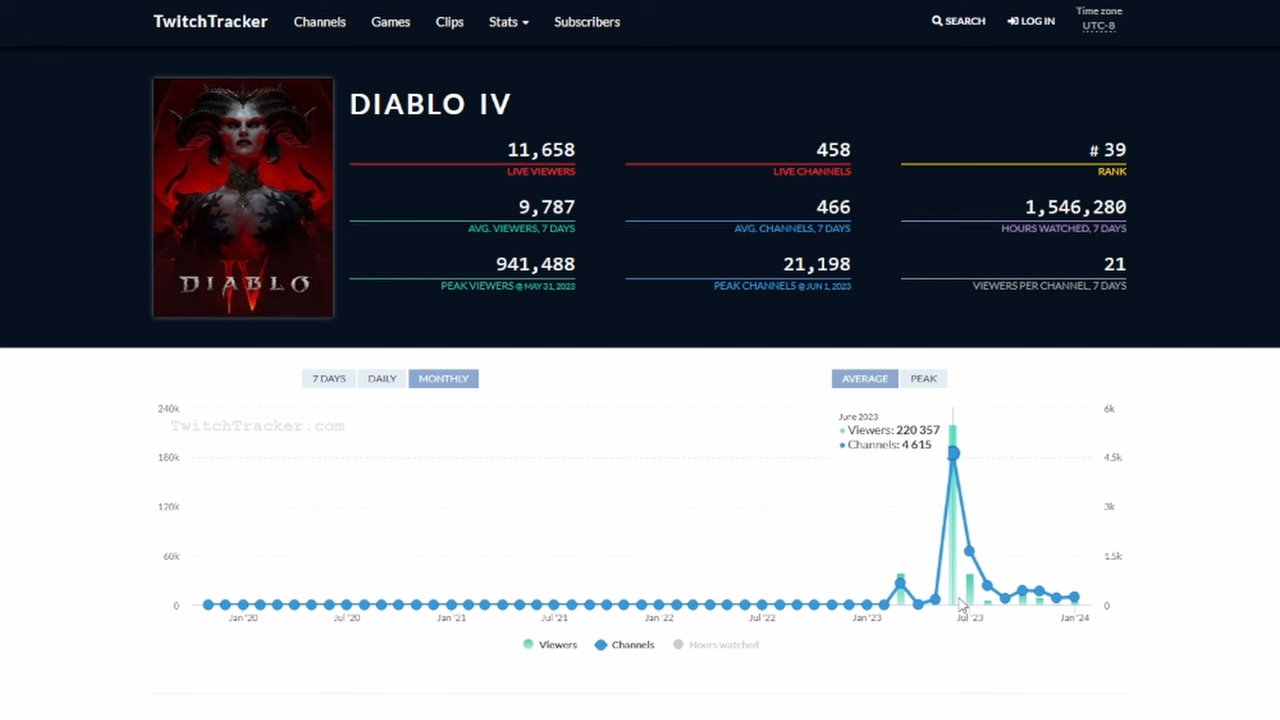 TwitchTracker Channels Games Clips Stats Subscribers SEARCH LOG IN Time zone
UTC-8
DIABLO IV
11,658 458 # 39
LIVE VIEWERS LIVE CHANNELS RANK
9,787 466 1,546,280
AVG. VIEWERS, 7 DAYS AVG. CHANNELS, 7 DAYS HOURS WATCHED, 7 DAYS
941,488 21,198 21
PEAK VIEWERS @ MAY 31, 2023 PEAK CHANNELS @ JUN 1, 2023 VIEWERS PER CHANNEL, 7 DAYS
DIABLO
IV
7 DAYS DAILY MONTHLY AVERAGE PEAK
240k 6k
TwitchTracker.com
June 2023
Viewers: 220 357
Channels: 4 615
180k 4.5k
120k 3k
60k 1.5k
0 0
Jan '20 Jul '20 Jan '21 Jul '21 Jan '22 Jul '22 Jan '23 Jul '23 Jan '24
Viewers Channels Hours watched